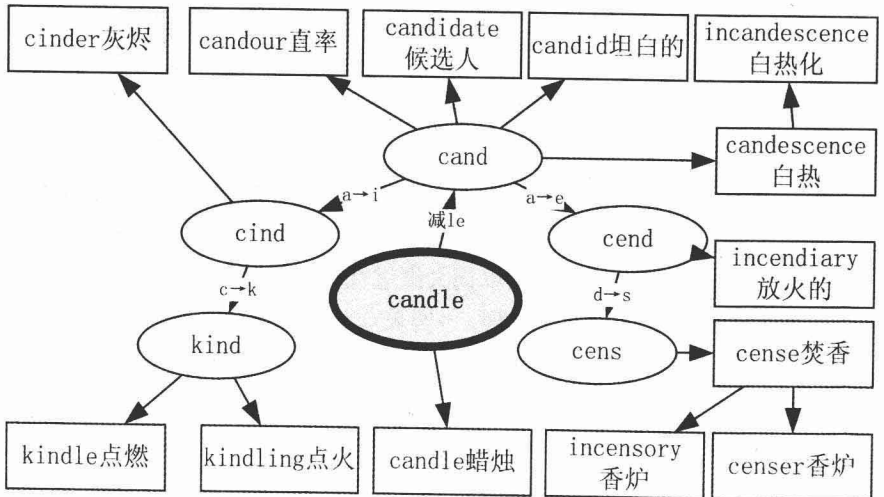 cinder灰烬
candour直率
candidate
候选人
candid坦白的
incandescence
白热化
cand
candescence
白热
a→i
a→e
减le
cind
cend
candle
incendiary
放火的
c→k
d→s
kind
cens
cense焚香
kindle点燃
kindling点火
candle蜡烛
incensory
香炉
censer香炉